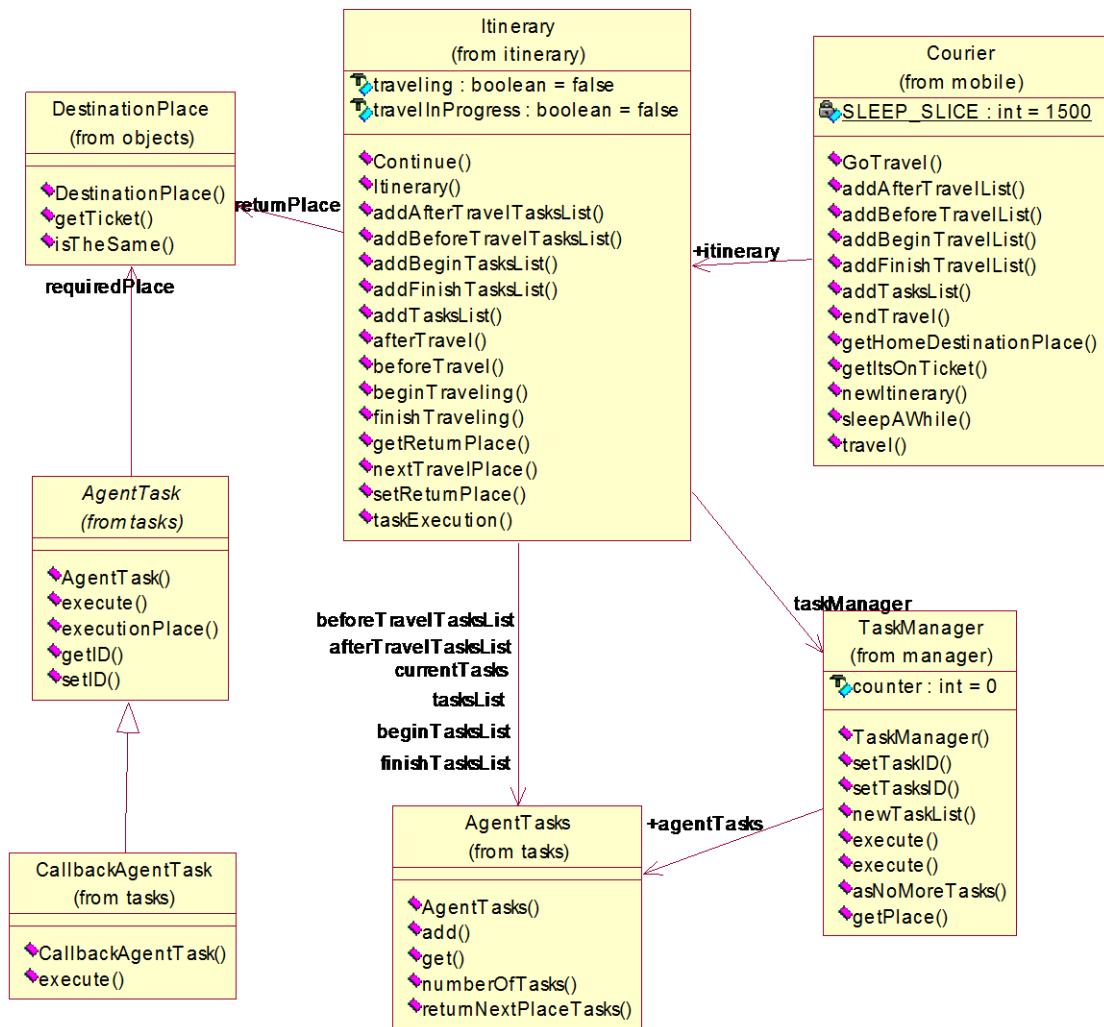 Itinerary
(from itinerary)
traveling : boolean = false
travelInProgress : boolean = false
Continue()
Itinerary()
addAfterTravelTasksList()
addBeforeTravelTasksList()
addBeginTasksList()
addFinishTasksList()
addTasksList()
afterTravel()
beforeTravel()
beginTraveling()
finishTraveling()
getReturnPlace()
nextTravelPlace()
setReturnPlace()
taskExecution()
Courier
(from mobile)
SLEEP_SLICE : int = 1500
GoTravel()
addAfterTravelList()
addBeforeTravelList()
addBeginTravelList()
addFinishTravelList()
addTasksList()
endTravel()
getHomeDestinationPlace()
getItsOnTicket()
newItinerary()
sleepAWhile()
travel()
DestinationPlace
(from objects)
DestinationPlace()
getTicket()
isTheSame()
returnPlace
+itinerary
requiredPlace
AgentTask
(from tasks)
AgentTask()
execute()
executionPlace()
getID()
setID()
beforeTravelTasksList
afterTravelTasksList
currentTasks
tasksList
beginTasksList
finishTasksList
taskManager
TaskManager
(from manager)
counter : int = 0
TaskManager()
setTaskID()
setTasksID()
newTaskList()
execute()
execute()
asNoMoreTasks()
getPlace()
+agentTasks
AgentTasks
(from tasks)
AgentTasks()
add()
get()
numberOfTasks()
returnNextPlaceTasks()
CallbackAgentTask
(from tasks)
CallbackAgentTask()
execute()